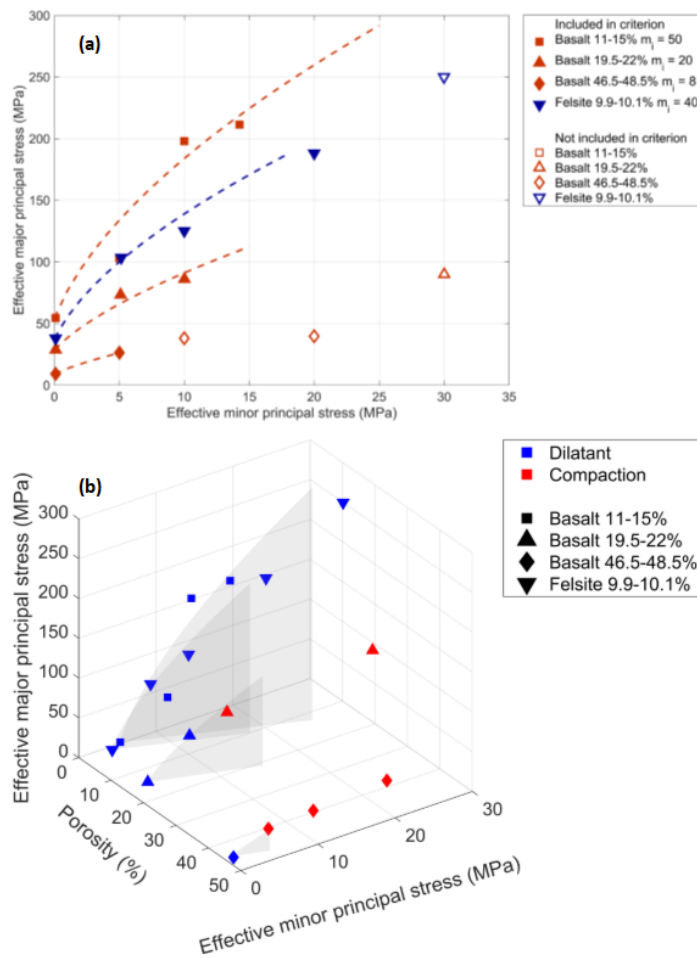 (a)
Effective major principal stress (MPa)
300
250
200
150
100
50
0
0 5 10 15 20 25 30 35
Effective minor principal stress (MPa)
Included in criterion
Basalt 11-15% mi = 50
Basalt 19.5-22% mi = 20
Basalt 46.5-48.5% mi = 8
Felsite 9.9-10.1% mi = 40
Not included in criterion
Basalt 11-15%
Basalt 19.5-22%
Basalt 46.5-48.5%
Felsite 9.9-10.1%
(b)
Effective major principal stress (MPa)
300
250
200
150
100
50
0
0
10
20
30
40
50
Porosity (%)
0
10
20
30
Effective minor principal stress (MPa)
Dilatant
Compaction
Basalt 11-15%
Basalt 19.5-22%
Basalt 46.5-48.5%
Felsite 9.9-10.1%